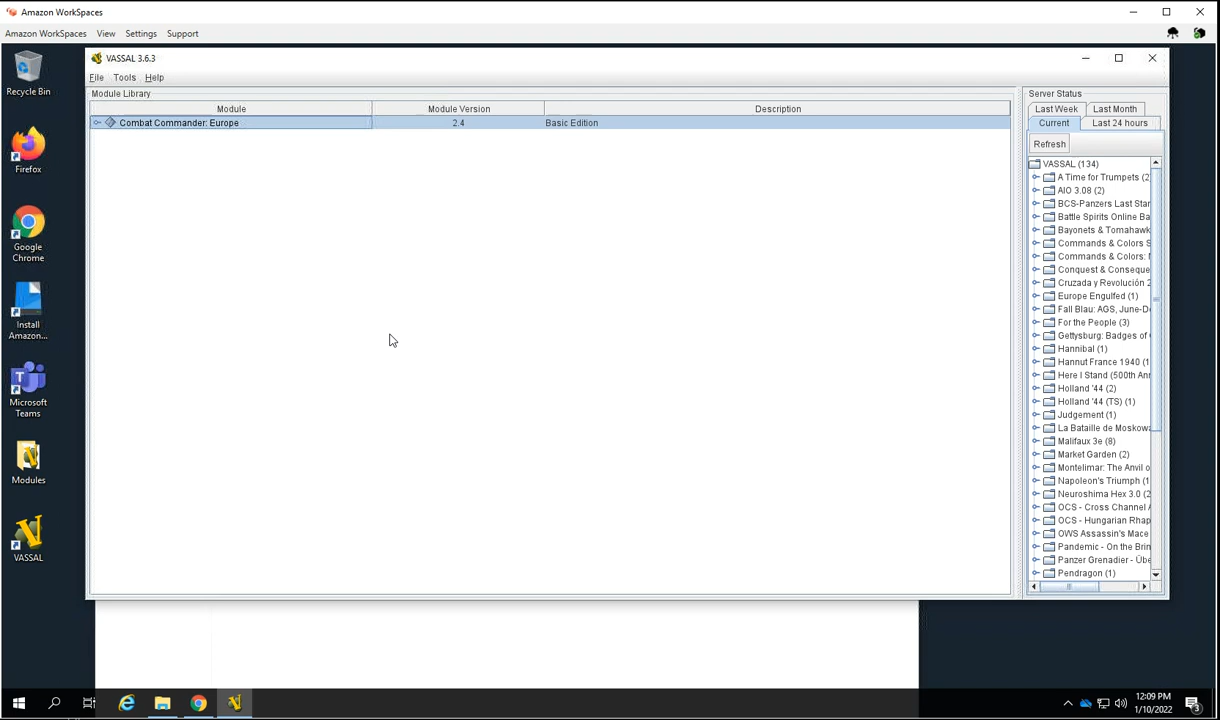 Amazon WorkSpaces
Amazon WorkSpaces View Settings Support
Recycle Bin
Firefox
Google
Chrome
Install
Amazon...
Microsoft
Teams
Modules
VASSAL
VASSAL 3.6.3
File Tools Help
Module Library
Module Module Version Description
Combat Commander: Europe 2.4 Basic Edition
Server Status
Last Week Last Month
Current Last 24 hours
Refresh
VASSAL (134)
A Time for Trumpets (2
AIO 3.08 (2)
BCS-Panzers Last Star
Battle Spirits Online Ba
Bayonets & Tomahawk
Commands & Colors S
Commands & Colors:
Conquest & Conseque
Cruzada y Revolución 2
Europe Engulfed (1)
Fall Blau: AGS, June-De
For the People (3)
Gettysburg: Badges of
Hannibal (1)
Hannut France 1940 (1
Here I Stand (500th Ann
Holland '44 (2)
Holland '44 (TS) (1)
Judgement (1)
La Bataille de Moskowa
Malifaux 3e (8)
Market Garden (2)
Montelimar: The Anvil o
Napoleon's Triumph (1
Neuroshima Hex 3.0 (2
OCS - Cross Channel
OCS - Hungarian Rhap
OWS Assassin's Mace
Pandemic - On the Brin
Panzer Grenadier - Übe
Pendragon (1)
12:09 PM
1/10/2022
3